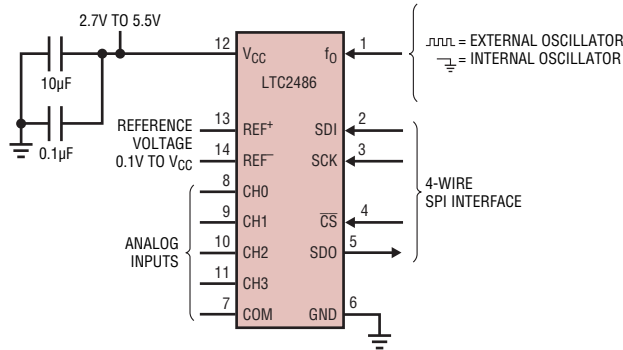 2.7V TO 5.5V
10µF
0.1µF
12
VCC
LTC2486
fO
1
= EXTERNAL OSCILLATOR
= INTERNAL OSCILLATOR
REFERENCE
VOLTAGE
0.1V TO VCC
13
REF+
14
REF–
SDI
2
SCK
3
CS
4
SDO
5
4-WIRE
SPI INTERFACE
ANALOG
INPUTS
8
CH0
9
CH1
10
CH2
11
CH3
7
COM
GND
6